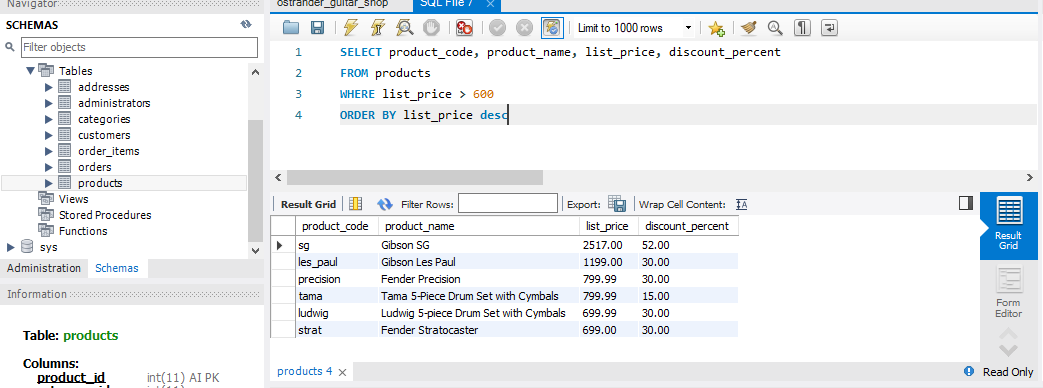 Navigator
ostrander_guitar_shop
SQL File 7
SCHEMAS
Filter objects
Tables
addresses
administrators
categories
customers
order_items
orders
products
Views
Stored Procedures
Functions
sys
Administration Schemas
Information
Table: products
Columns:
product_id int(11) AI PK
Limit to 1000 rows
1 SELECT product_code, product_name, list_price, discount_percent
2 FROM products
3 WHERE list_price > 600
4 ORDER BY list_price desc
Result Grid Filter Rows: Export: Wrap Cell Content: IA
product_code product_name list_price discount_percent
sg Gibson SG 2517.00 52.00
les_paul Gibson Les Paul 1199.00 30.00
precision Fender Precision 799.99 30.00
tama Tama 5-Piece Drum Set with Cymbals 799.99 15.00
ludwig Ludwig 5-piece Drum Set with Cymbals 699.99 30.00
strat Fender Stratocaster 699.00 30.00
Result
Grid
Form
Editor
products 4
Read Only